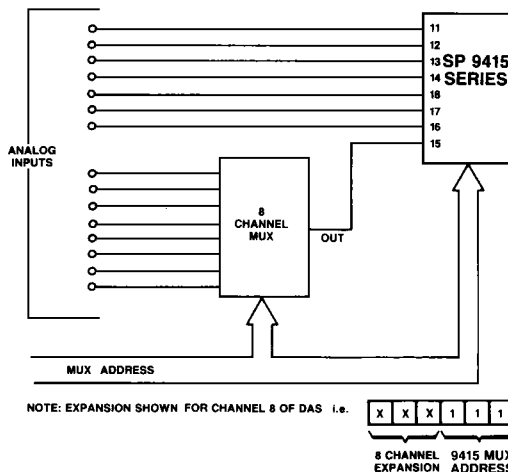 11
12
13
14
18
17
16
15
SP 9415
SERIES
ANALOG
INPUTS
8
CHANNEL
MUX
OUT
MUX ADDRESS
NOTE: EXPANSION SHOWN FOR CHANNEL 8 OF DAS i.e.
X X X 1 1 1
8 CHANNEL
EXPANSION
9415 MUX
ADDRESS